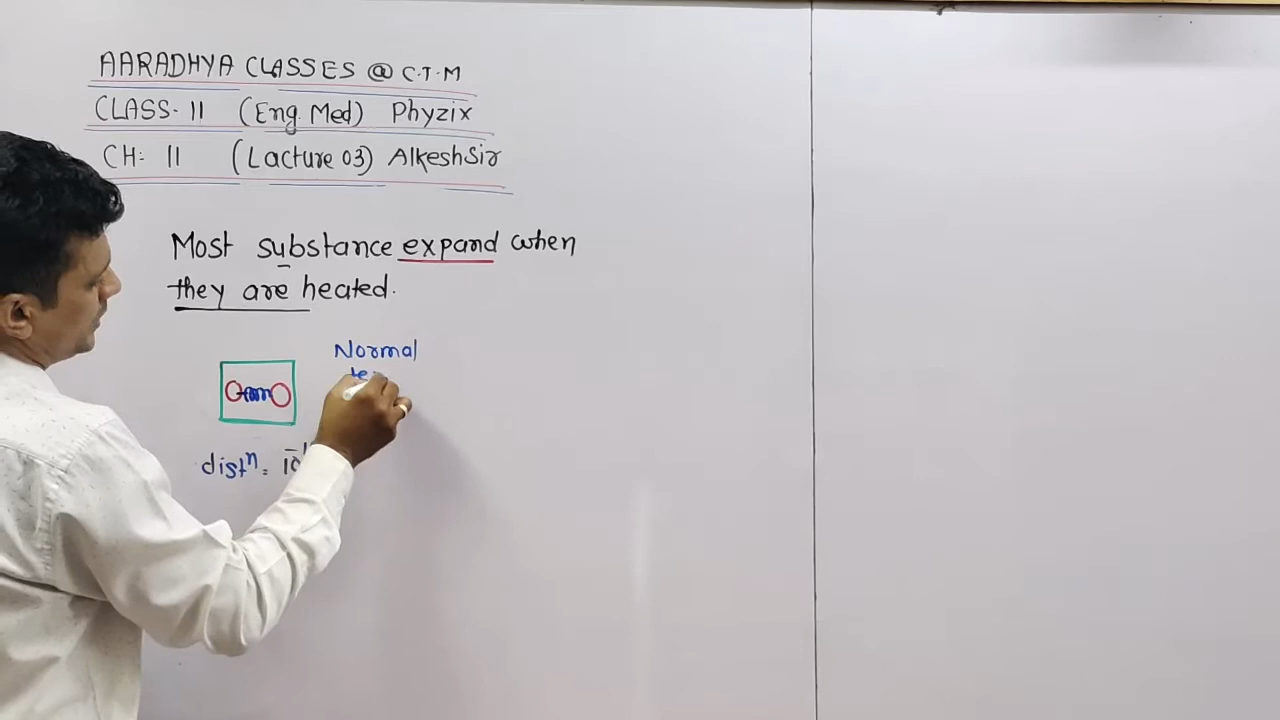 AARADHYA CLASSES @ C.T.M
CLASS- 11 (Eng. Med) Phyzix
CH: 11 (Lacture 03) AlkeshSir
Most substance expand when
they are heated.
Normal
distⁿ =